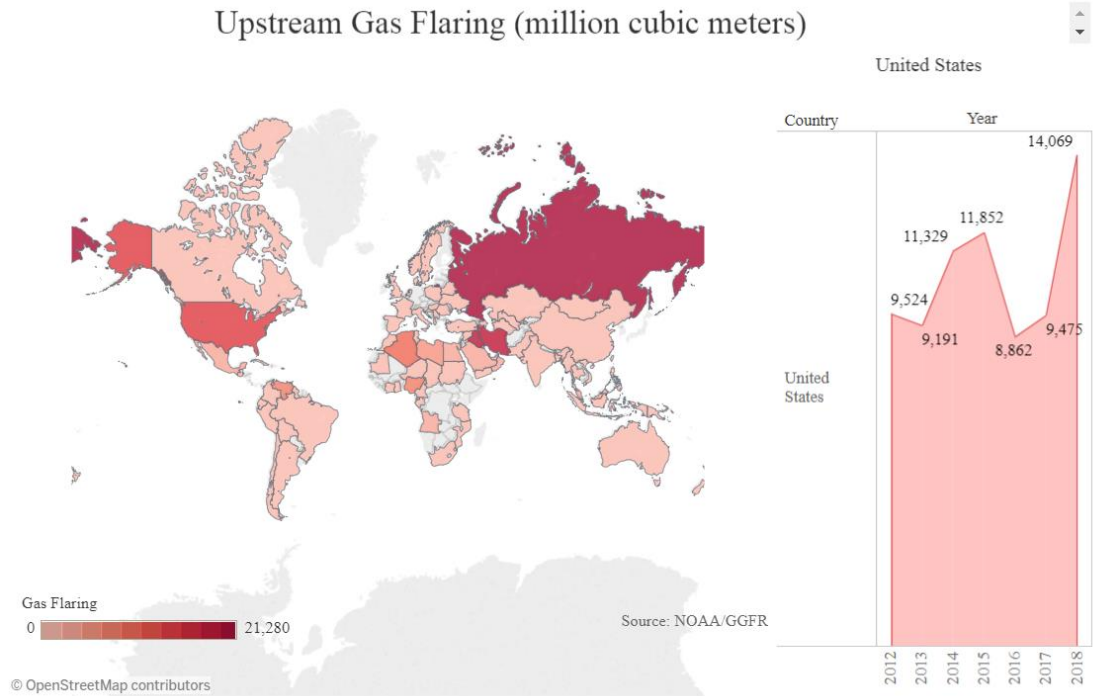 Upstream Gas Flaring (million cubic meters)
United States
Country
Year
14,069
11,852
11,329
9,524
9,475
9,191
8,862
United
States
2012
2013
2014
2015
2016
2017
2018
Gas Flaring
0
21,280
Source: NOAA/GGFR
© OpenStreetMap contributors